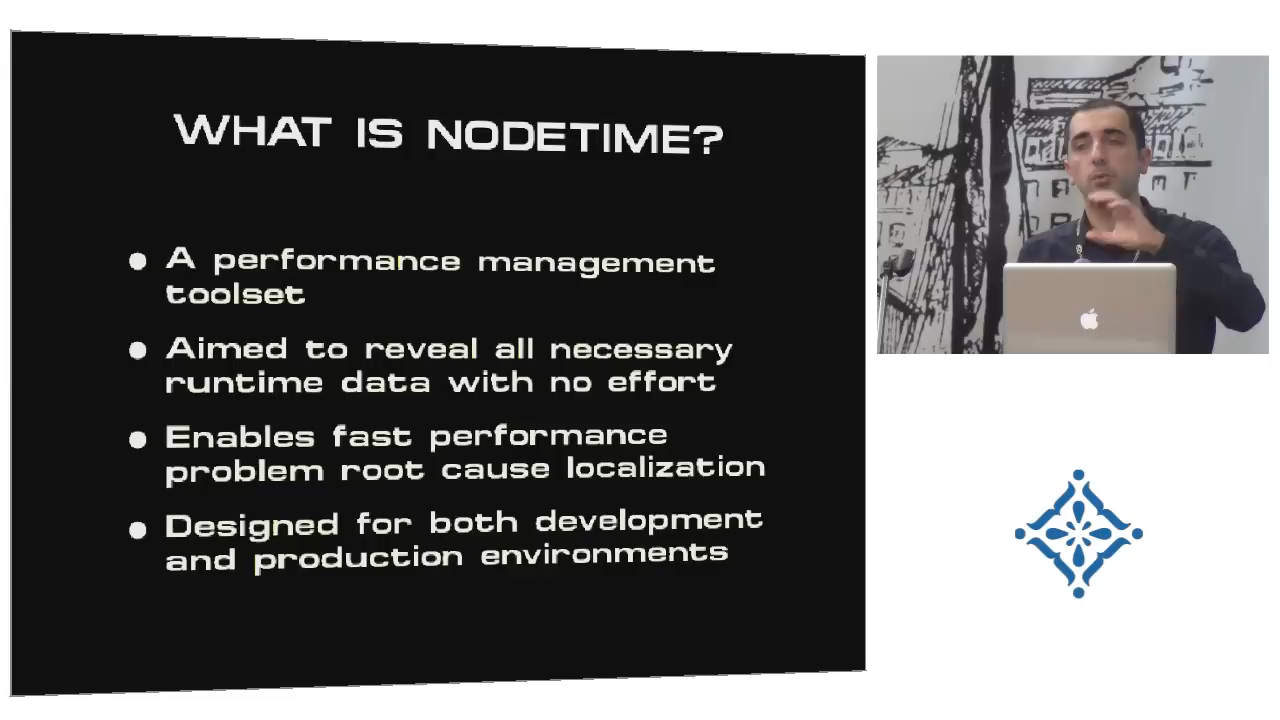 WHAT IS NODETIME?
A performance management
toolset
Aimed to reveal all necessary
runtime data with no effort
Enables fast performance
problem root cause localization
Designed for both development
and production environments